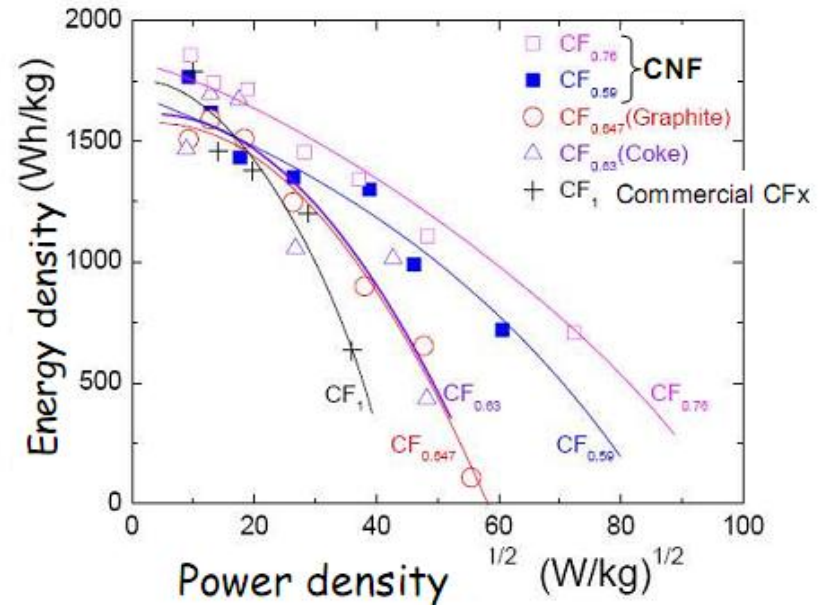 2000
1500
1000
500
0
Energy density (Wh/kg)
CF0.76
CF0.59
CNF
CF0.647(Graphite)
CF0.63(Coke)
CF1 Commercial CFx
CF1
CF0.63
CF0.647
CF0.59
CF0.76
0 20 40 60 80 100
Power density 1/2 (W/kg)1/2